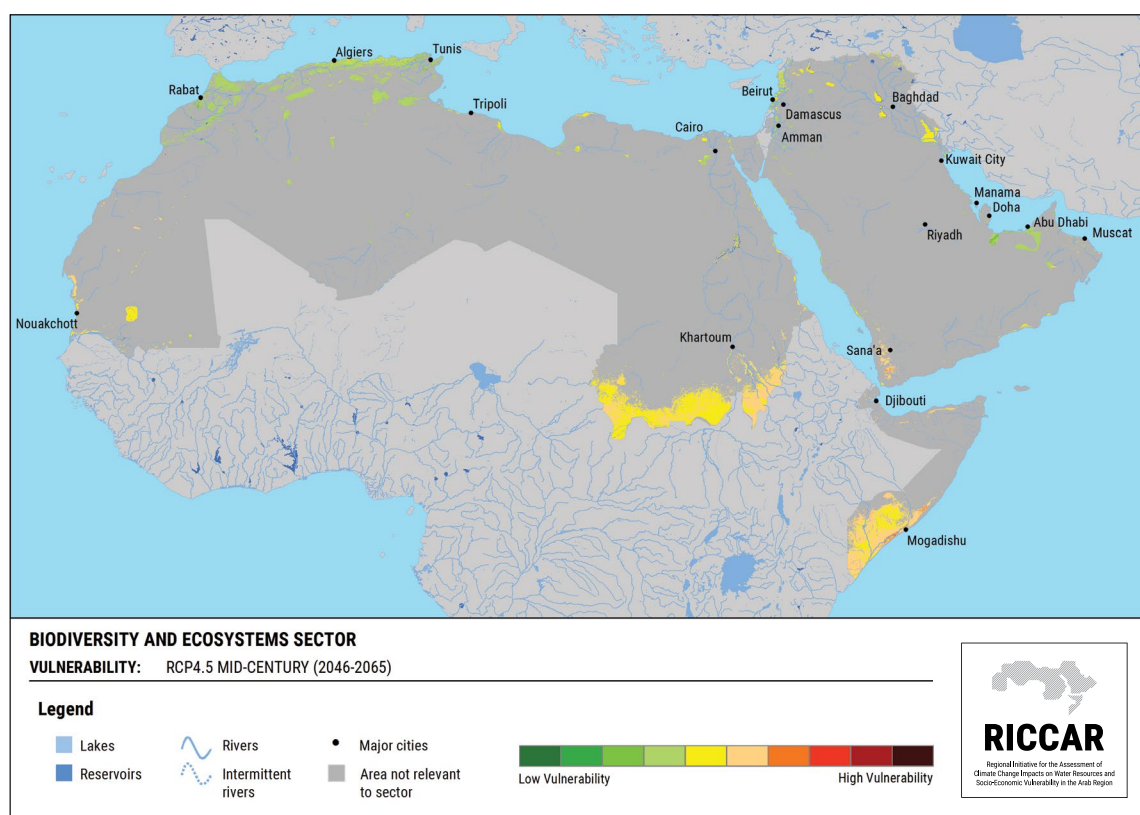 Algiers
Tunis
Rabat
Tripoli
Beirut
Damascus
Baghdad
Cairo
Amman
Kuwait City
Manama
Doha
Abu Dhabi
Riyadh
Muscat
Nouakchott
Khartoum
Sana'a
Djibouti
Mogadishu
BIODIVERSITY AND ECOSYSTEMS SECTOR
VULNERABILITY: RCP4.5 MID-CENTURY (2046-2065)
Legend
Lakes
Reservoirs
Rivers
Intermittent
rivers
Major cities
Area not relevant
to sector
Low Vulnerability
High Vulnerability
RICCAR
Regional Initiative for the Assessment of
Climate Change Impacts on Water Resources and
Socio-Economic Vulnerability in the Arab Region